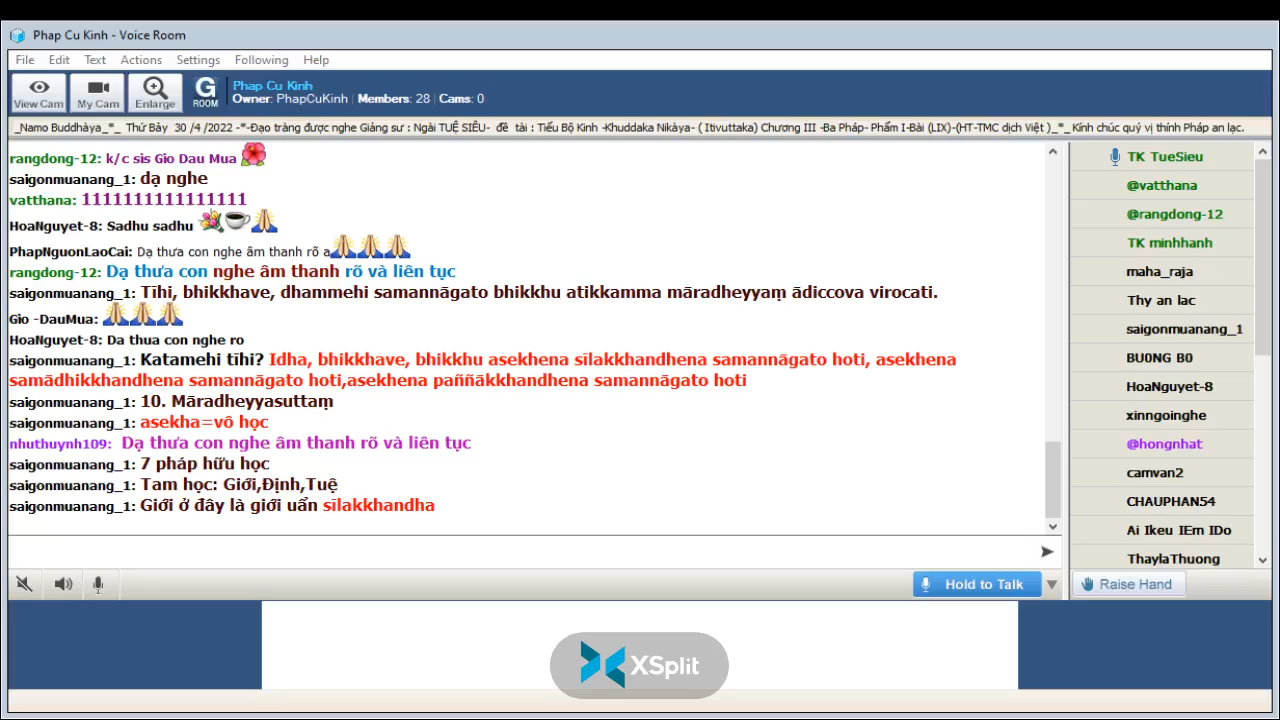 Phap Cu Kinh - Voice Room
File Edit Text Actions Settings Following Help
View Cam My Cam Enlarge G ROOM
Phap Cu Kinh
Owner: PhapCuKinh | Members: 28 | Cams: 0
_Namo Buddhàya_*_ Thứ Bảy 30 /4 /2022 -*-Đạo tràng được nghe Giảng sư : Ngài TUỆ SIÊU- đề tài : Tiểu Bộ Kinh -Khuddaka Nikàya- ( Itivuttaka) Chương III -Ba Pháp- Phẩm I-Bài (LIX)-(HT-TMC dịch Việt )_*_ Kính chúc quý vị thính Pháp an lạc.
rangdong-12: k/c sis Gio Dau Mua
saigonmuanang_1: dạ nghe
vatthana: 1111111111111111
HoaNguyet-8: Sadhu sadhu
PhapNguonLaoCai: Dạ thưa con nghe âm thanh rõ a
rangdong-12: Dạ thưa con nghe âm thanh rõ và liên tục
saigonmuanang_1: Tīhi, bhikkhave, dhammehi samannāgato bhikkhu atikkamma māradheyyaṃ ādiccova virocati.
Gio -DauMua:
HoaNguyet-8: Da thua con nghe ro
saigonmuanang_1: Katamehi tīhi? Idha, bhikkhave, bhikkhu asekhena sīlakkhandhena samannāgato hoti, asekhena
samādhikkhandhena samannāgato hoti,asekhena paññākkhandhena samannāgato hoti
saigonmuanang_1: 10. Māradheyyasuttaṃ
saigonmuanang_1: asekha=vô học
nhuthuynh109: Dạ thưa con nghe âm thanh rõ và liên tục
saigonmuanang_1: 7 pháp hữu học
saigonmuanang_1: Tam học: Giới,Định,Tuệ
saigonmuanang_1: Giới ở đây là giới uẩn sīlakkhandha
TK TueSieu
@vatthana
@rangdong-12
TK minhhanh
maha_raja
Thy an lac
saigonmuanang_1
BU0NG B0
HoaNguyet-8
xinngoinghe
@hongnhat
camvan2
CHAUPHAN54
Ai Ikeu IEm IDo
ThaylaThuong
Hold to Talk
Raise Hand
XSplit